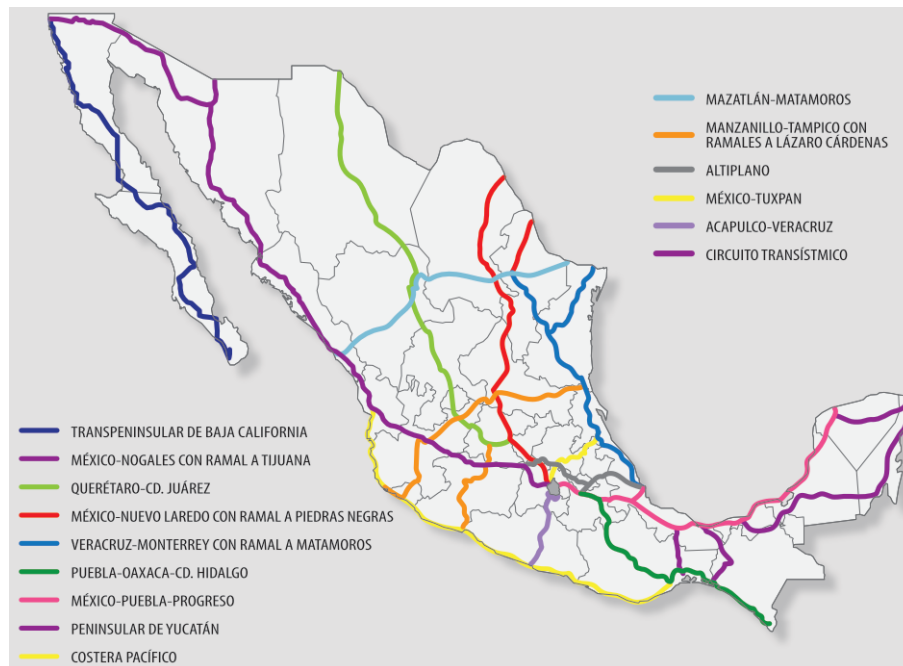 MAZATLÁN-MATAMOROS
MANZANILLO-TAMPICO CON
RAMALES A LÁZARO CÁRDENAS
ALTIPLANO
MÉXICO-TUXPAN
ACAPULCO-VERACRUZ
CIRCUITO TRANSÍSTMICO
TRANSPENINSULAR DE BAJA CALIFORNIA
MÉXICO-NOGALES CON RAMAL A TIJUANA
QUERÉTARO-CD. JUÁREZ
MÉXICO-NUEVO LAREDO CON RAMAL A PIEDRAS NEGRAS
VERACRUZ-MONTERREY CON RAMAL A MATAMOROS
PUEBLA-OAXACA-CD. HIDALGO
MÉXICO-PUEBLA-PROGRESO
PENINSULAR DE YUCATÁN
COSTERA PACÍFICO